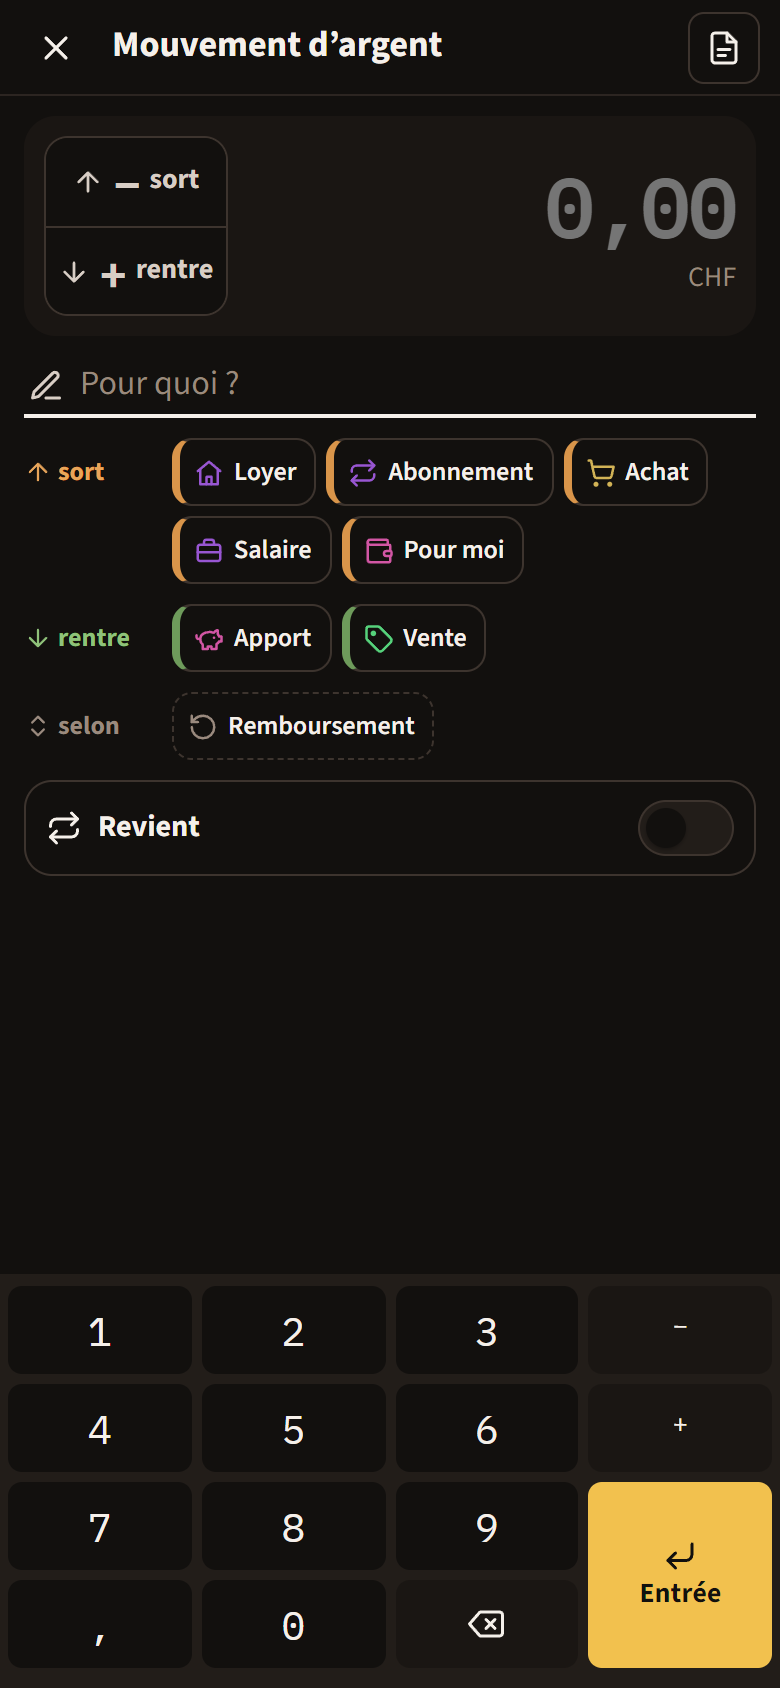 Mouvement d’argent
– sort
+ rentre
0,00
CHF
Pour quoi ?
sort
Loyer
Abonnement
Achat
Salaire
Pour moi
rentre
Apport
Vente
selon
Remboursement
Revient
1 2 3 –
4 5 6 +
7 8 9
Entrée
, 0